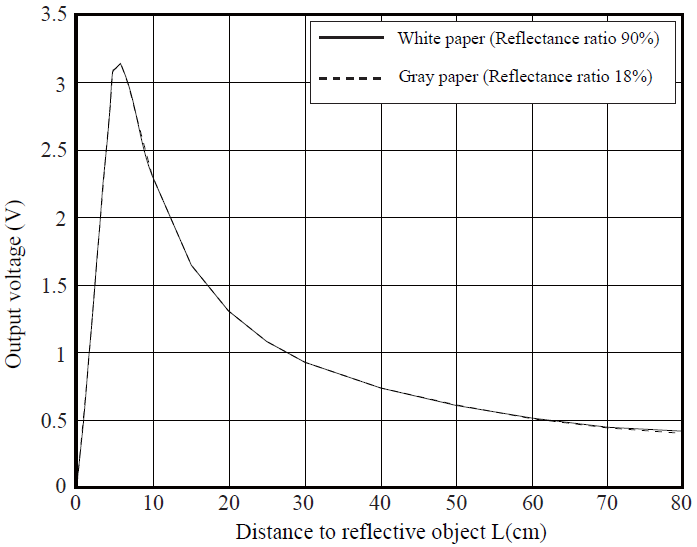 3.5
White paper (Reflectance ratio 90%)
Gray paper (Reflectance ratio 18%)
3
2.5
2
1.5
1
0.5
0
Output voltage (V)
0 10 20 30 40 50 60 70 80
Distance to reflective object L(cm)